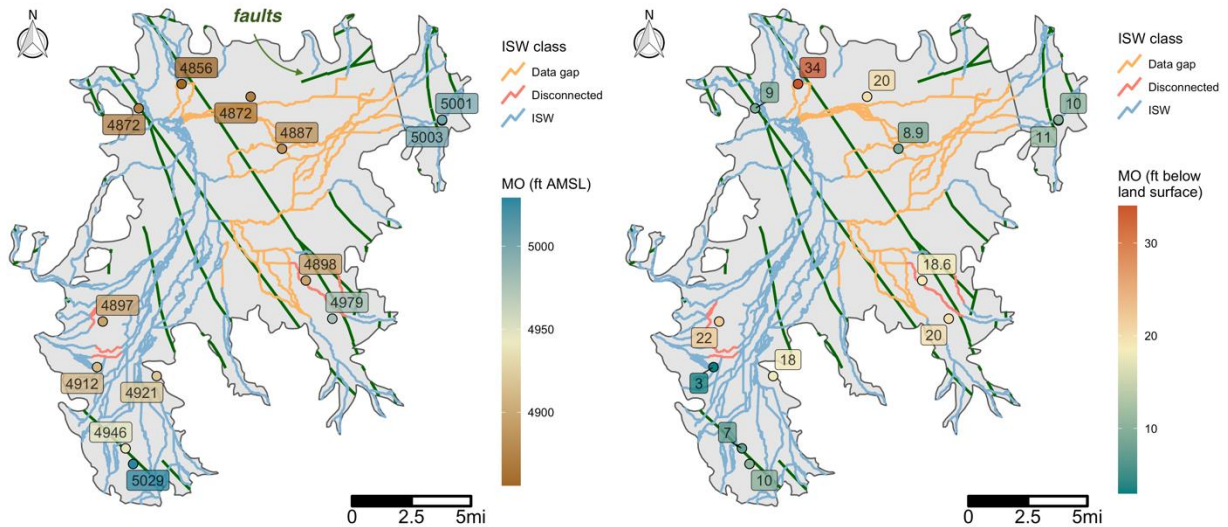 N
faults
4856
4872
4872
4887
5001
5003
4898
4979
4897
4912
4921
4946
5029
ISW class
Data gap
Disconnected
ISW
MO (ft AMSL)
5000
4950
4900
0 2.5 5mi
N
34
9
20
8.9
10
11
18.6
20
22
3
18
7
10
ISW class
Data gap
Disconnected
ISW
MO (ft below
land surface)
30
20
10
0 2.5 5mi